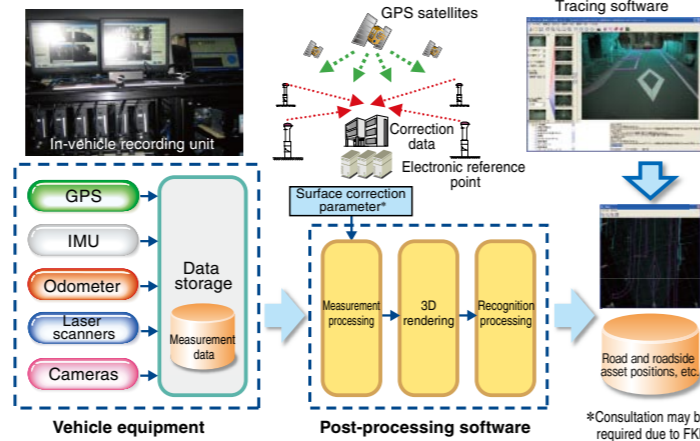 Tracing software
GPS satellites
In-vehicle recording unit
Correction
data
Electronic reference
point
Surface correction
parameter*
GPS
IMU
Odometer
Laser
scanners
Cameras
Data
storage
Measurement
data
Measurement
processing
3D
rendering
Recognition
processing
Road and roadside
asset positions, etc.
Vehicle equipment
Post-processing software
*Consultation may b
required due to FK